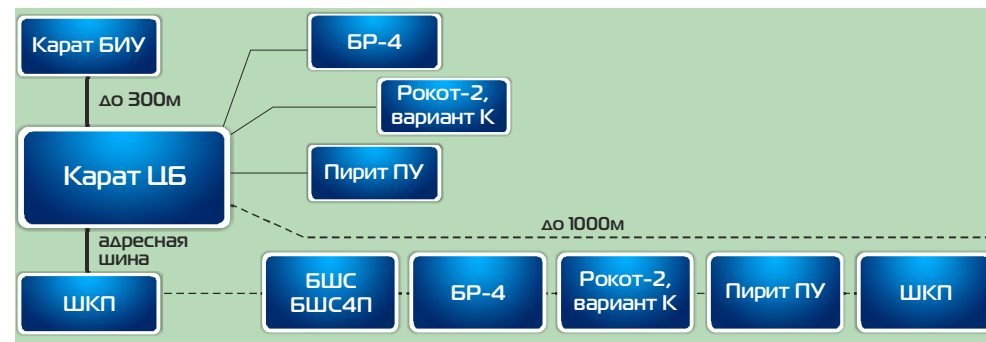 Карат БИУ
БР-4
до 300м
Рокот-2,
вариант К
Карат ЦБ
Пирит ПУ
до 1000м
адресная
шина
ШКП
БШС
БШС4П
БР-4
Рокот-2,
вариант К
Пирит ПУ
ШКП